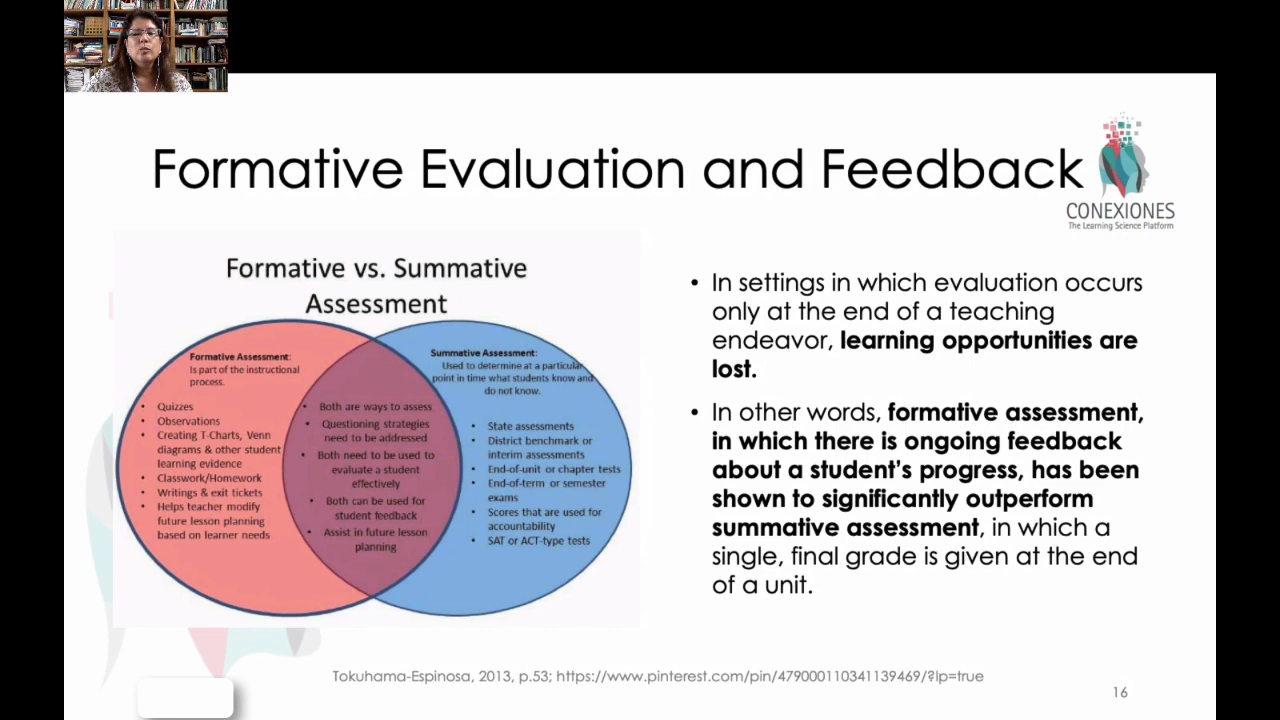 Formative Evaluation and Feedback
CONEXIONES
The Learning Science Platform
Formative vs. Summative
Assessment
Formative Assessment:
Is part of the instructional
process.
• Quizzes
• Observations
• Creating T-Charts, Venn
diagrams & other student
learning evidence
• Classwork/Homework
• Writings & exit tickets
• Helps teacher modify
future lesson planning
based on learner needs
• Both are ways to assess
• Questioning strategies
need to be addressed
• Both need to be used to
evaluate a student
effectively
• Both can be used for
student feedback
• Assist in future lesson
planning
Summative Assessment:
Used to determine at a particular
point in time what students know and
do not know.
• State assessments
• District benchmark or
interim assessments
• End-of-unit or chapter tests
• End-of-term or semester
exams
• Scores that are used for
accountability
• SAT or ACT-type tests
• In settings in which evaluation occurs
only at the end of a teaching
endeavor, learning opportunities are
lost.
• In other words, formative assessment,
in which there is ongoing feedback
about a student's progress, has been
shown to significantly outperform
summative assessment, in which a
single, final grade is given at the end
of a unit.
Tokuhama-Espinosa, 2013, p.53; https://www.pinterest.com/pin/479000110341139469/?lp=true
16